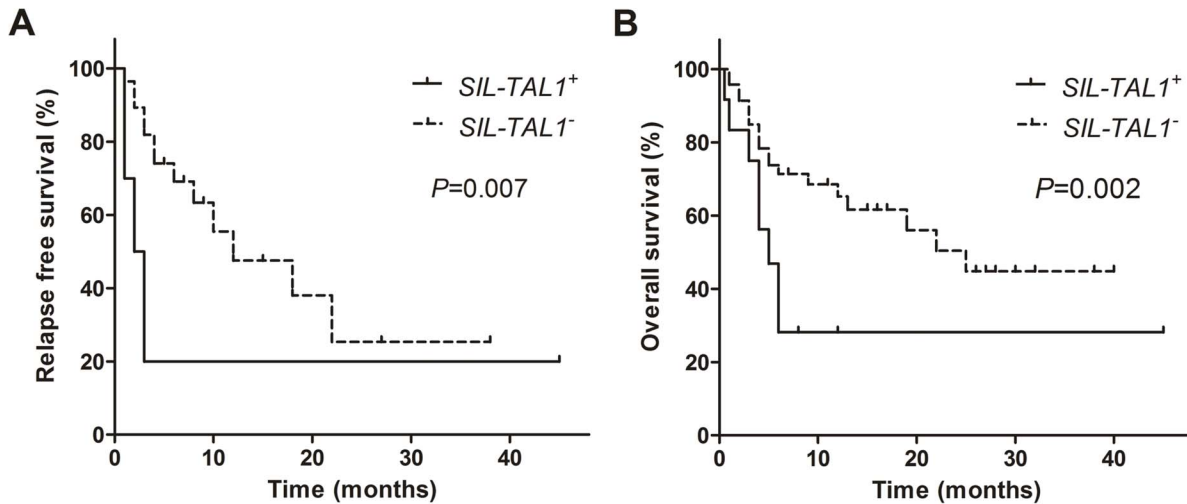 A
Relapse free survival (%)
100
80
60
40
20
0
0 10 20 30 40
Time (months)
SIL-TAL1+
SIL-TAL1-
P=0.007
B
Overall survival (%)
100
80
60
40
20
0
0 10 20 30 40
Time (months)
SIL-TAL1+
SIL-TAL1-
P=0.002